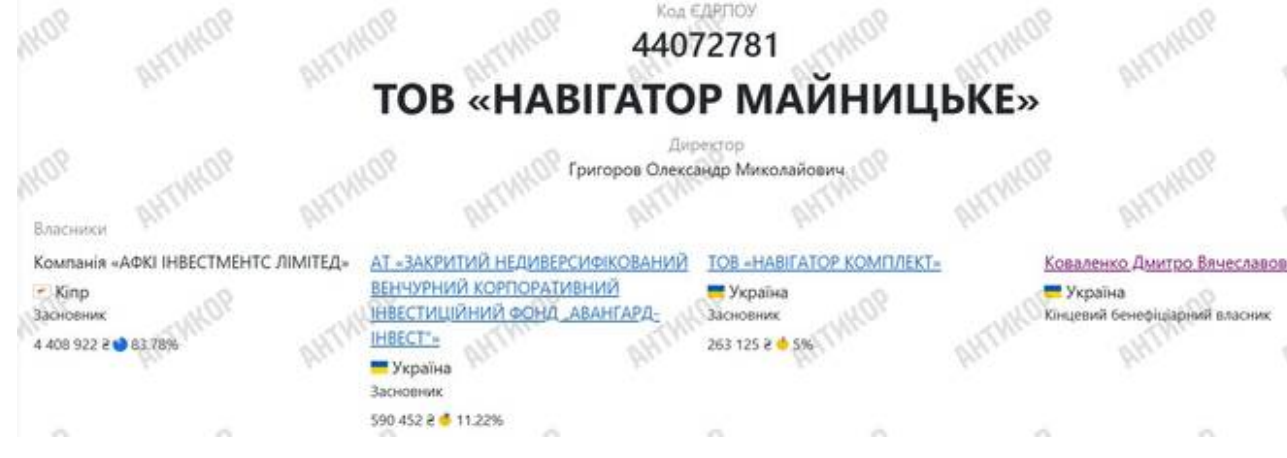 Код ЄДРПОУ
44072781
ТОВ «НАВІГАТОР МАЙНИЦЬКЕ»
Директор
Григоров Олександр Миколайович
Власники
Компанія «АФКІ ІНВЕСТМЕНТС ЛІМІТЕД»
Кіпр
Засновник
4 408 922 ₴ 83.78%
АТ «ЗАКРИТИЙ НЕДИВЕРСИФІКОВАНИЙ
ВЕНЧУРНИЙ КОРПОРАТИВНИЙ
ІНВЕСТИЦІЙНИЙ ФОНД „АВАНГАРД-
ІНВЕСТ"»
Україна
Засновник
590 452 ₴ 11.22%
ТОВ «НАВІГАТОР КОМПЛЕКТ»
Україна
Засновник
263 125 ₴ 5%
Коваленко Дмитро Вячеславов
Україна
Кінцевий бенефіціарний власник
АНТИКОР